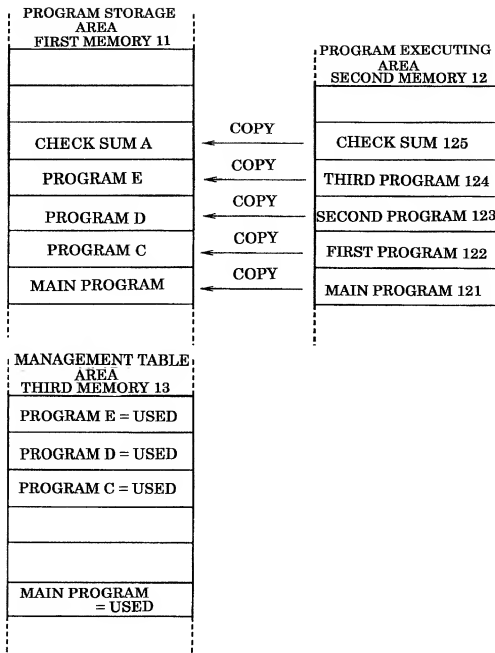 PROGRAM STORAGE
AREA
FIRST MEMORY 11
PROGRAM EXECUTING
AREA
SECOND MEMORY 12
CHECK SUM A
COPY
CHECK SUM 125
PROGRAM E
COPY
THIRD PROGRAM 124
PROGRAM D
COPY
SECOND PROGRAM 123
PROGRAM C
COPY
FIRST PROGRAM 122
MAIN PROGRAM
COPY
MAIN PROGRAM 121
MANAGEMENT TABLE
AREA
THIRD MEMORY 13
PROGRAM E = USED
PROGRAM D = USED
PROGRAM C = USED
MAIN PROGRAM
= USED